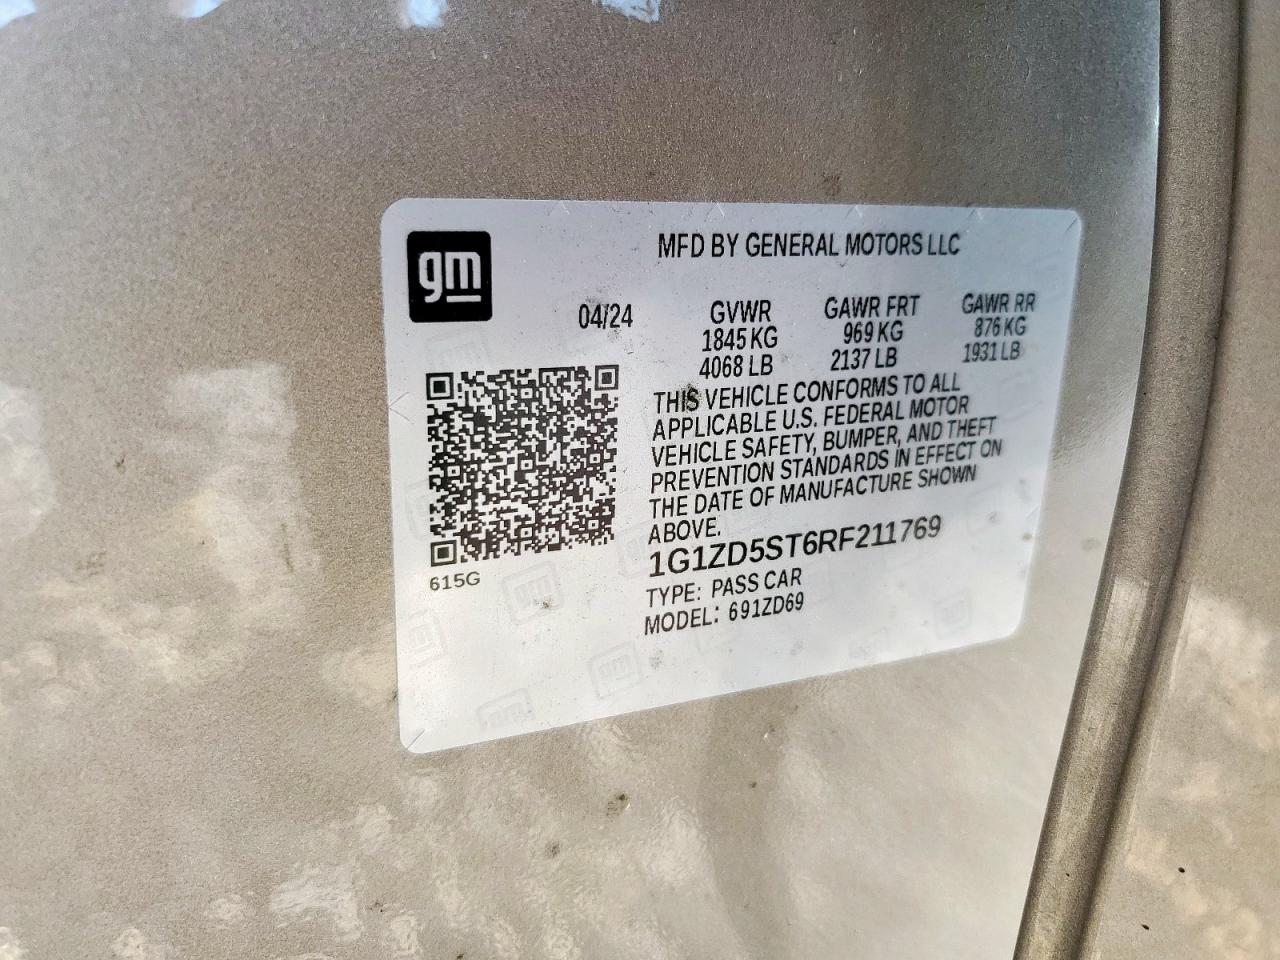 gm
MFD BY GENERAL MOTORS LLC
04/24
GVWR
1845 KG
4068 LB
GAWR FRT
969 KG
2137 LB
GAWR RR
876 KG
1931 LB
THIS VEHICLE CONFORMS TO ALL
APPLICABLE U.S. FEDERAL MOTOR
VEHICLE SAFETY, BUMPER, AND THEFT
PREVENTION STANDARDS IN EFFECT ON
THE DATE OF MANUFACTURE SHOWN
ABOVE.
1G1ZD5ST6RF211769
TYPE: PASS CAR
MODEL: 691ZD69
615G